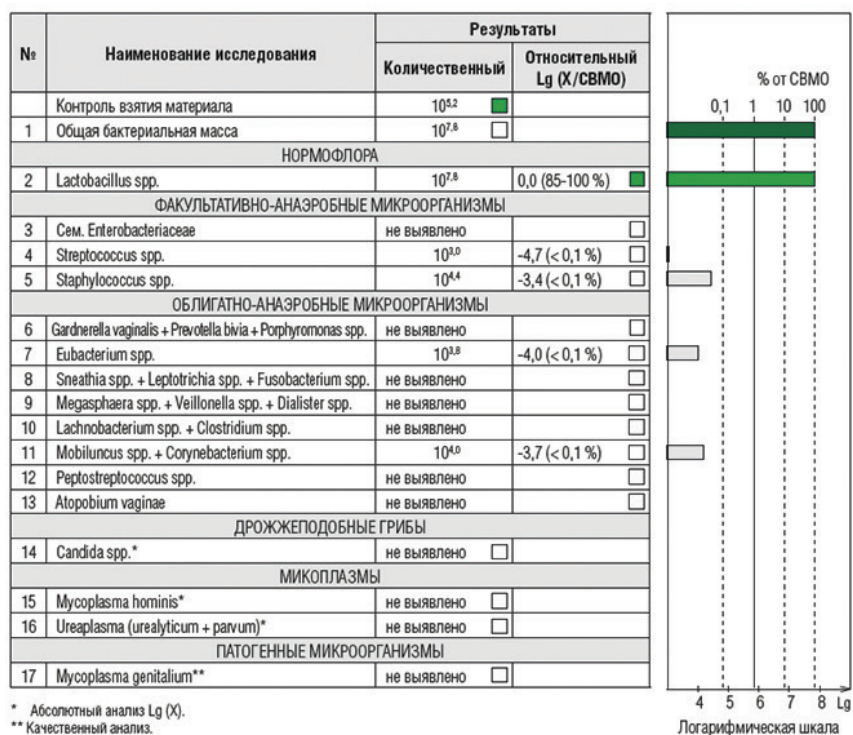 № Наименование исследования Результаты
Количественный Относительный Lg (X/СВМО)
% от СВМО
0,1 1 10 100
Контроль взятия материала 10^5,2
1 Общая бактериальная масса 10^7,8
НОРМОФЛОРА
2 Lactobacillus spp. 10^7,8 0,0 (85-100 %)
ФАКУЛЬТАТИВНО-АНАЭРОБНЫЕ МИКРООРГАНИЗМЫ
3 Сем. Enterobacteriaceae не выявлено
4 Streptococcus spp. 10^3,0 -4,7 (< 0,1 %)
5 Staphylococcus spp. 10^4,4 -3,4 (< 0,1 %)
ОБЛИГАТНО-АНАЭРОБНЫЕ МИКРООРГАНИЗМЫ
6 Gardnerella vaginalis + Prevotella bivia + Porphyromonas spp. не выявлено
7 Eubacterium spp. 10^3,8 -4,0 (< 0,1 %)
8 Sneathia spp. + Leptotrichia spp. + Fusobacterium spp. не выявлено
9 Megasphaera spp. + Veillonella spp. + Dialister spp. не выявлено
10 Lachnobacterium spp. + Clostridium spp. не выявлено
11 Mobiluncus spp. + Corynebacterium spp. 10^4,0 -3,7 (< 0,1 %)
12 Peptostreptococcus spp. не выявлено
13 Atopobium vaginae не выявлено
ДРОЖЖЕПОДОБНЫЕ ГРИБЫ
14 Candida spp.* не выявлено
МИКОПЛАЗМЫ
15 Mycoplasma hominis* не выявлено
16 Ureaplasma (urealyticum + parvum)* не выявлено
ПАТОГЕННЫЕ МИКРООРГАНИЗМЫ
17 Mycoplasma genitalium** не выявлено
4 5 6 7 8 Lg
Логарифмическая шкала
* Абсолютный анализ Lg (X).
** Качественный анализ.